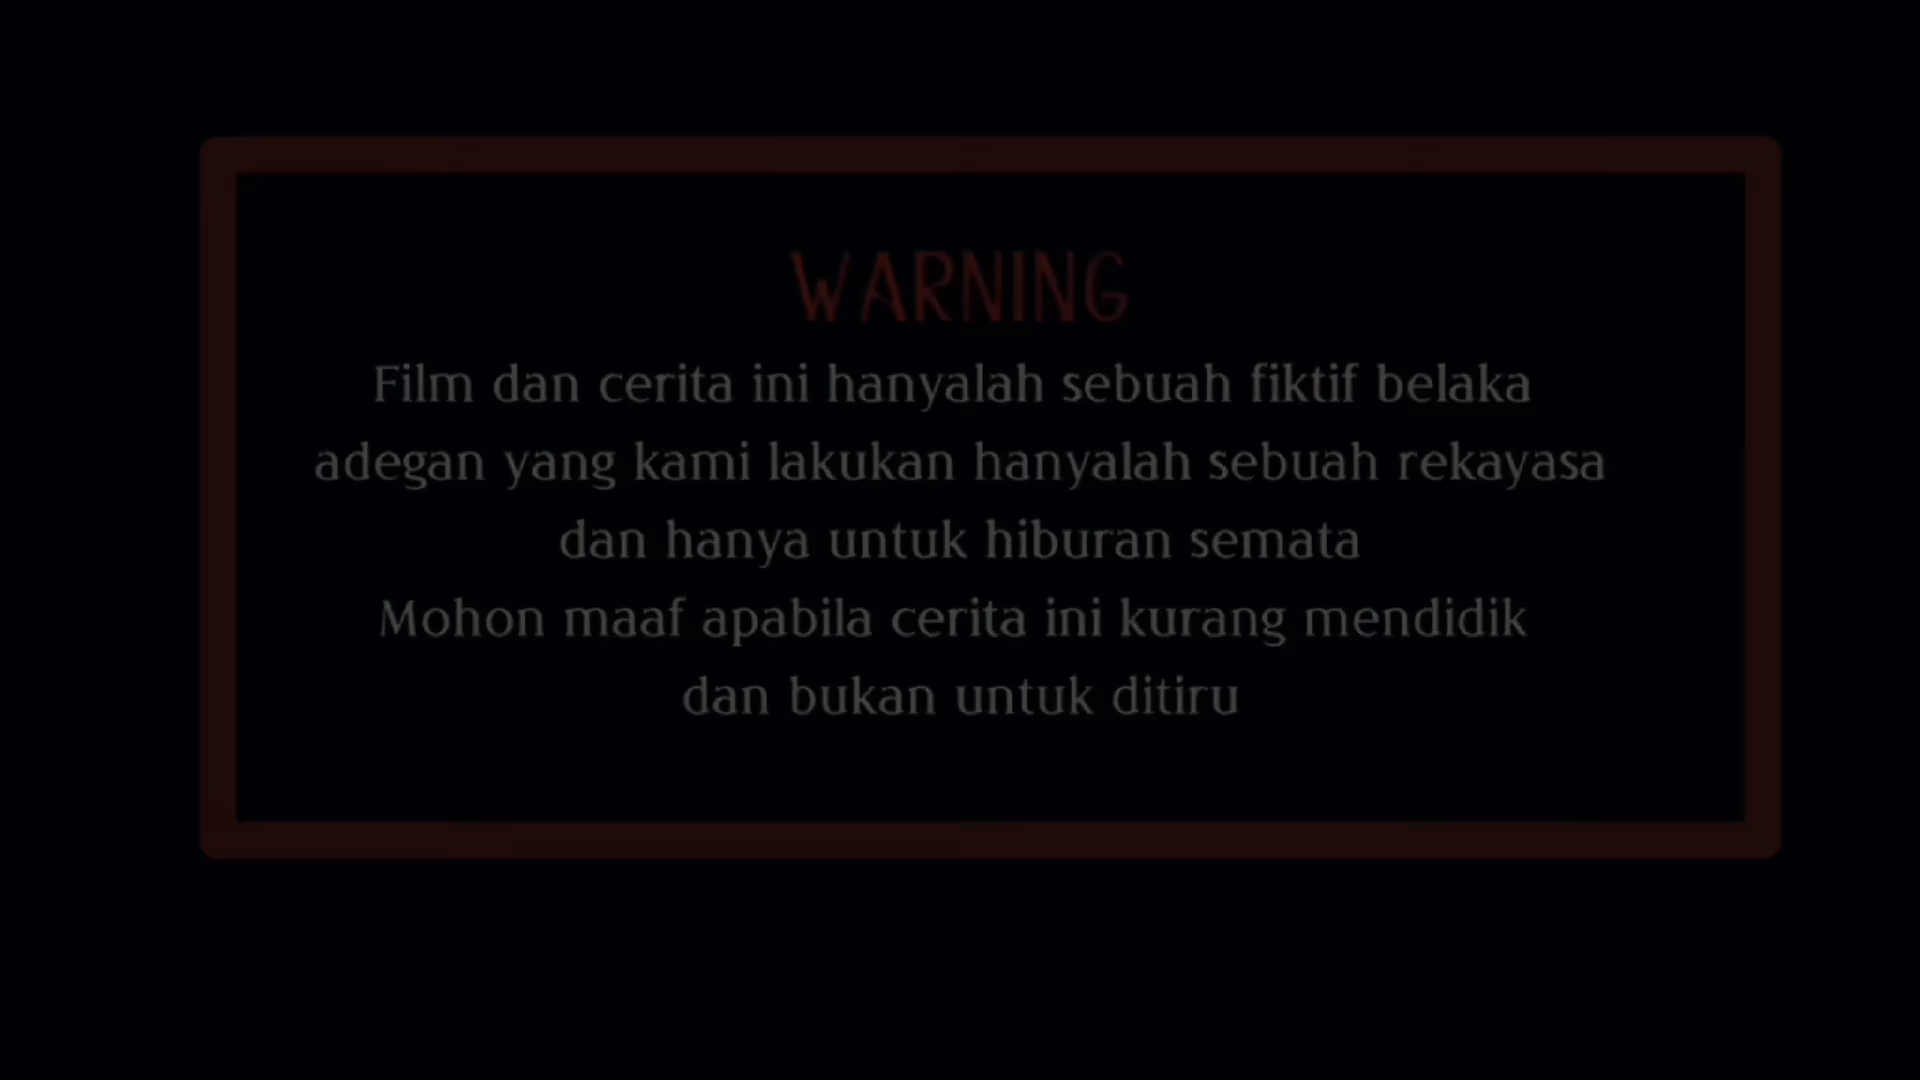 WARNING
Film dan cerita ini hanyalah sebuah fiktif belaka
adegan yang kami lakukan hanyalah sebuah rekayasa
dan hanya untuk hiburan semata
Mohon maaf apabila cerita ini kurang mendidik
dan bukan untuk ditiru